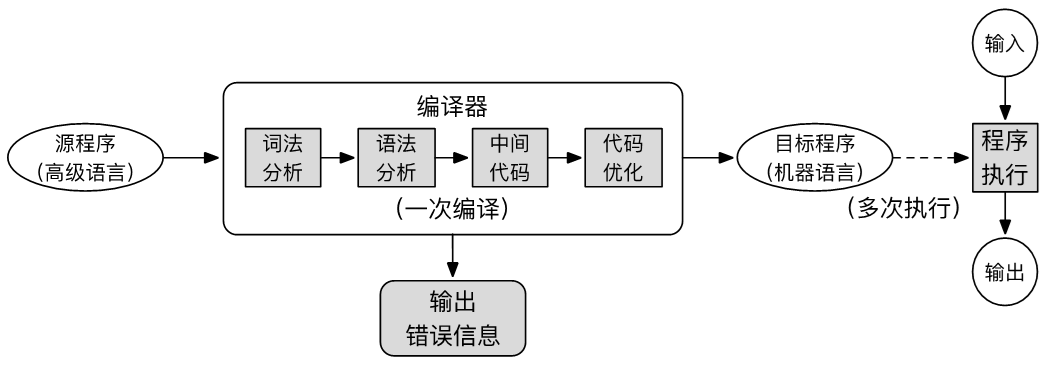 源程序
(高级语言)
编译器
词法
分析
语法
分析
中间
代码
代码
优化
(一次编译)
输出
错误信息
目标程序
(机器语言)
(多次执行)
输入
程序
执行
输出